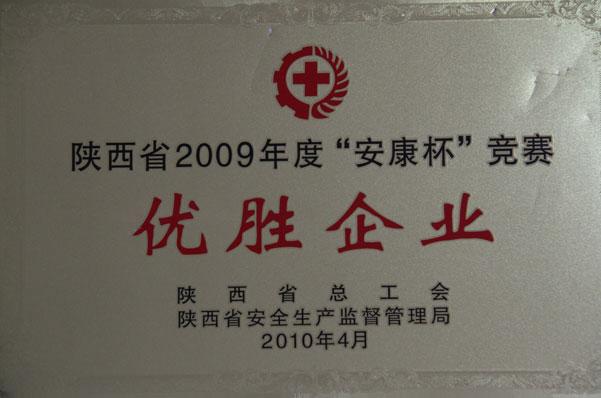 陕西省2009年度“安康杯”竞赛
优胜企业
陕西省总工会
陕西省安全生产监督管理局
2010年4月